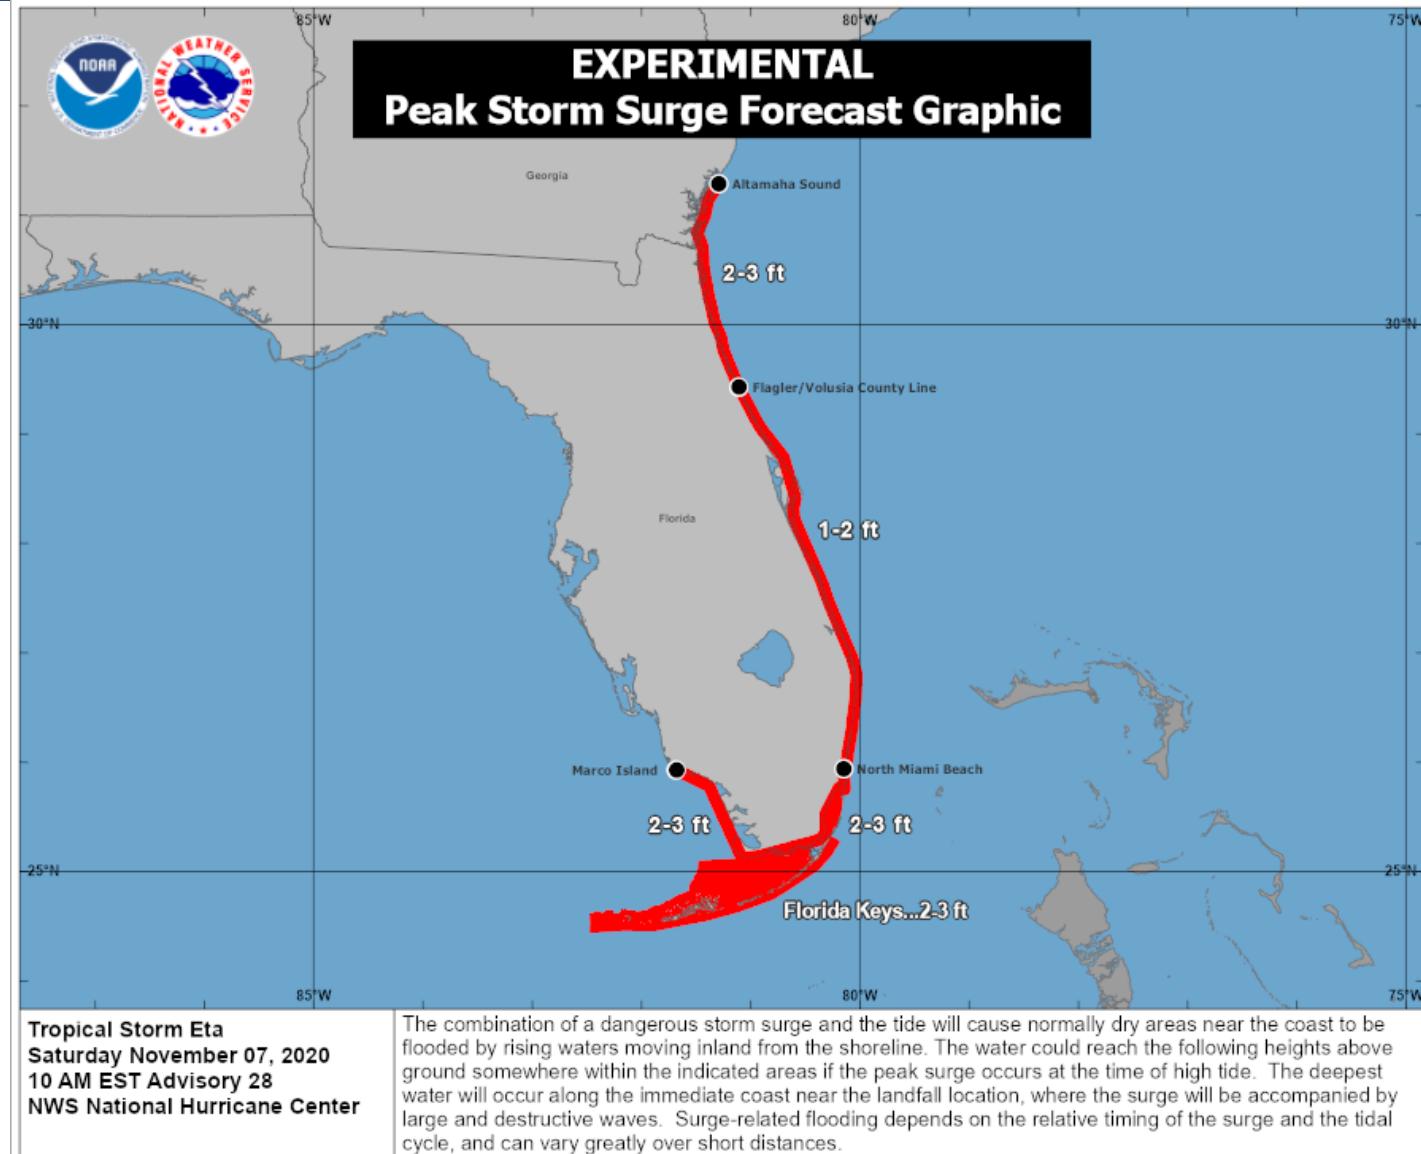 85°W
80°W
75°W
NOAA
NATIONAL WEATHER SERVICE
EXPERIMENTAL
Peak Storm Surge Forecast Graphic
Georgia
Altamaha Sound
2-3 ft
30°N
30°N
Flagler/Volusia County Line
Florida
1-2 ft
Marco Island
North Miami Beach
2-3 ft
2-3 ft
25°N
25°N
Florida Keys...2-3 ft
85°W
80°W
75°W
Tropical Storm Eta
Saturday November 07, 2020
10 AM EST Advisory 28
NWS National Hurricane Center
The combination of a dangerous storm surge and the tide will cause normally dry areas near the coast to be
flooded by rising waters moving inland from the shoreline. The water could reach the following heights above
ground somewhere within the indicated areas if the peak surge occurs at the time of high tide.  The deepest
water will occur along the immediate coast near the landfall location, where the surge will be accompanied by
large and destructive waves.  Surge-related flooding depends on the relative timing of the surge and the tidal
cycle, and can vary greatly over short distances.